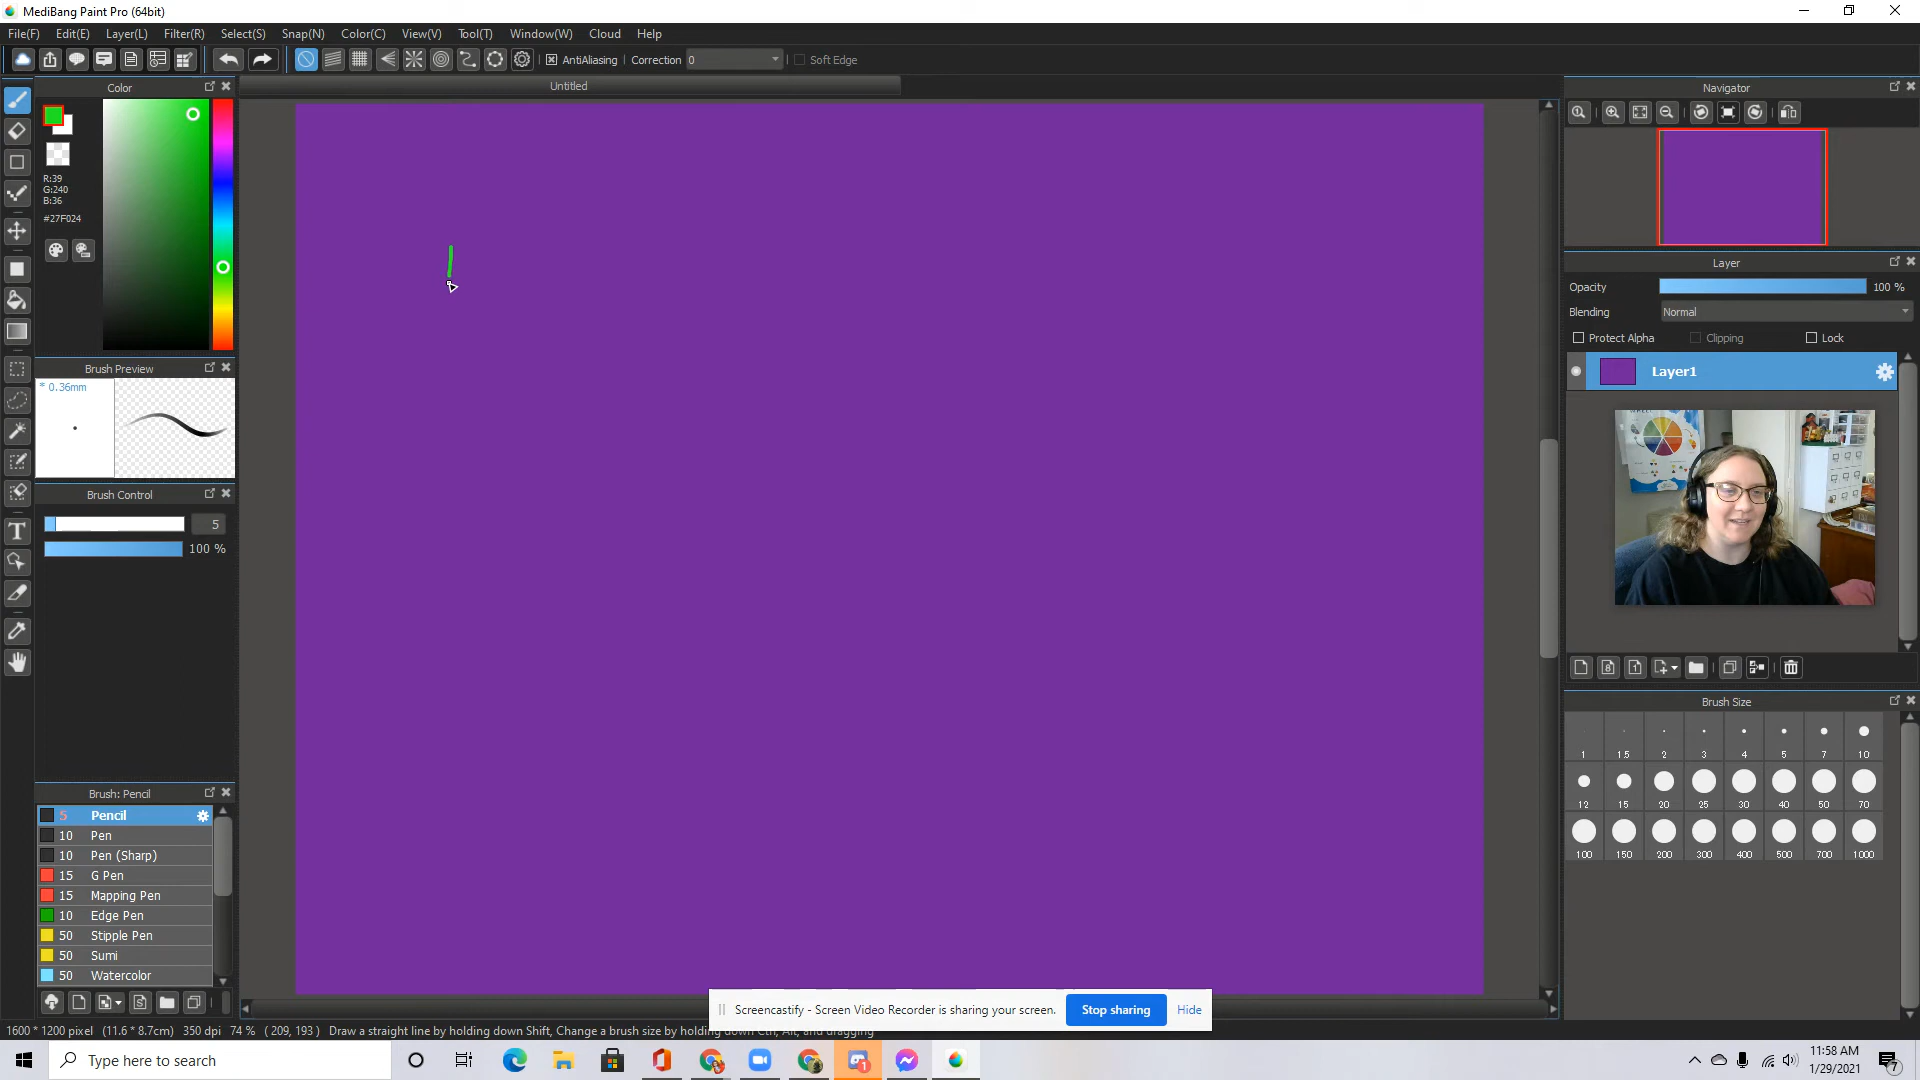 MediBang Paint Pro (64bit)
File(F) Edit(E) Layer(L) Filter(R) Select(S) Snap(N) Color(C) View(V) Tool(T) Window(W) Cloud Help
AntiAliasing Correction 0 Soft Edge
Color Untitled Navigator
R:39
G:240
B:36
#27F024
Layer
Opacity 100 %
Blending Normal
Protect Alpha Clipping Lock
Layer1
Brush Preview
* 0.36mm
Brush Control
5
100 %
Brush Size
1 1.5 2 3 4 5 7 10
12 15 20 25 30 40 50 70
100 150 200 300 400 500 700 1000
Brush: Pencil
5 Pencil
10 Pen
10 Pen (Sharp)
15 G Pen
15 Mapping Pen
10 Edge Pen
50 Stipple Pen
50 Sumi
50 Watercolor
Screencastify - Screen Video Recorder is sharing your screen. Stop sharing Hide
1600 * 1200 pixel (11.6 * 8.7cm) 350 dpi 74 % ( 209, 193 ) Draw a straight line by holding down Shift, Change a brush size by holding down Ctrl, Alt, and dragging
Type here to search
1
11:58 AM
1/29/2021
7